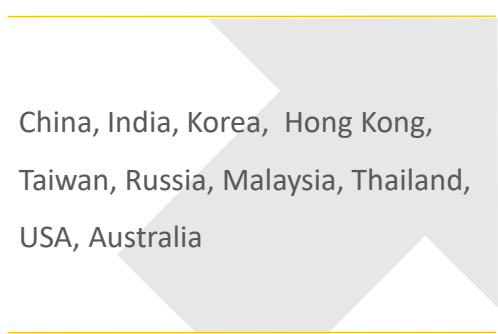 China, India, Korea,  Hong Kong,
Taiwan, Russia, Malaysia, Thailand,
USA, Australia